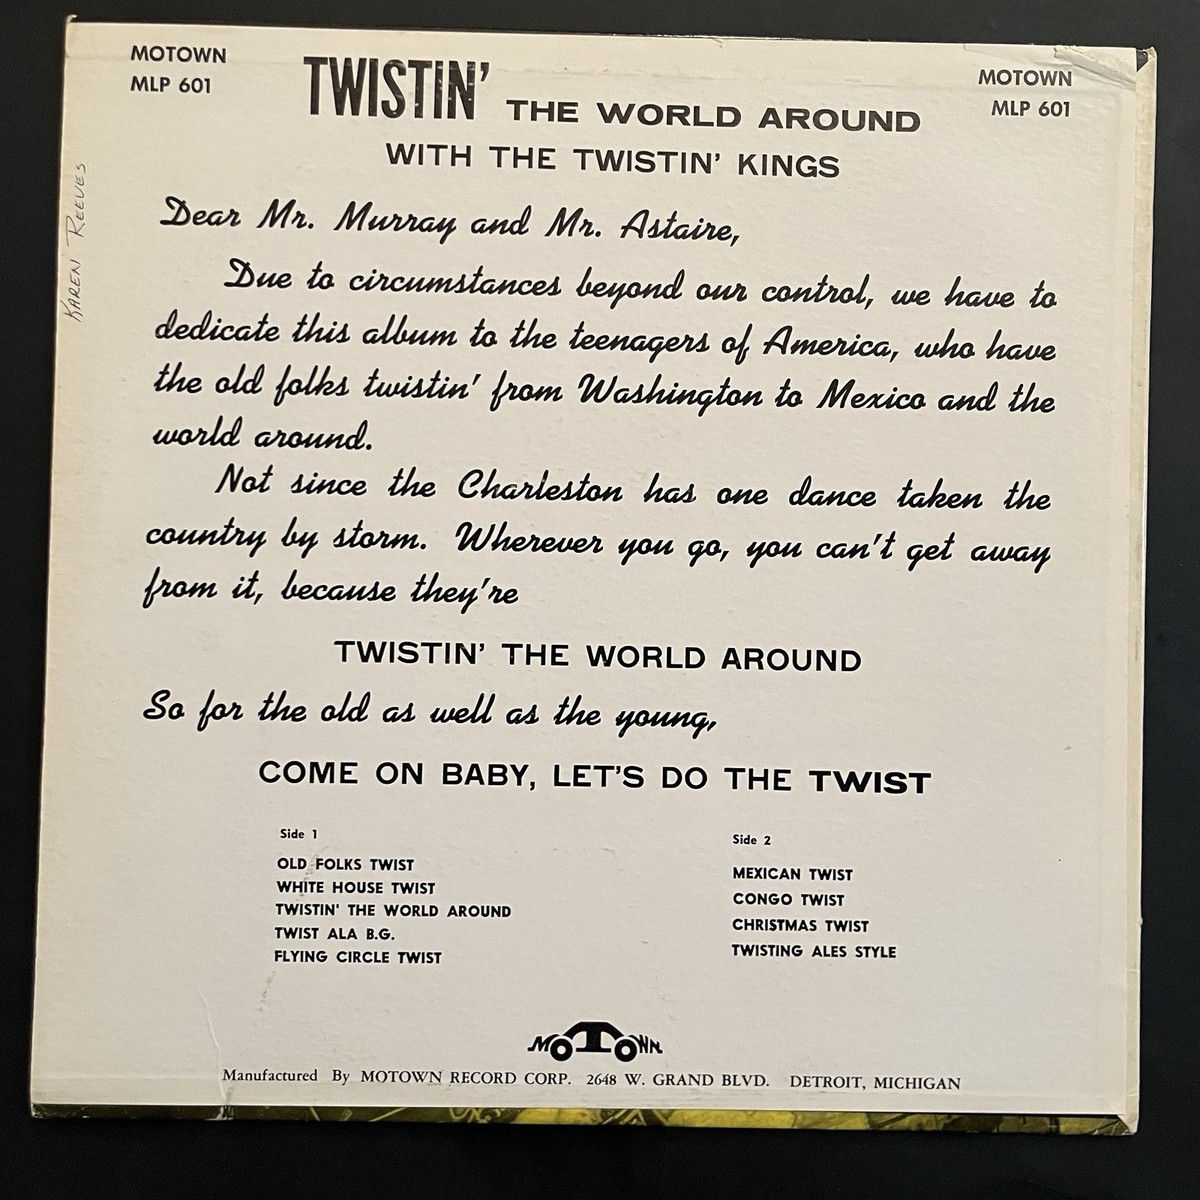 MOTOWN
MLP 601
MOTOWN
MLP 601
TWISTIN' THE WORLD AROUND
WITH THE TWISTIN' KINGS
KAREN REEVES
Dear Mr. Murray and Mr. Astaire,
Due to circumstances beyond our control, we have to
dedicate this album to the teenagers of America, who have
the old folks twistin' from Washington to Mexico and the
world around.
Not since the Charleston has one dance taken the
country by storm. Wherever you go, you can't get away
from it, because they're
TWISTIN' THE WORLD AROUND
So for the old as well as the young,
COME ON BABY, LET'S DO THE TWIST
Side 1
OLD FOLKS TWIST
WHITE HOUSE TWIST
TWISTIN' THE WORLD AROUND
TWIST ALA B.G.
FLYING CIRCLE TWIST
Side 2
MEXICAN TWIST
CONGO TWIST
CHRISTMAS TWIST
TWISTING ALES STYLE
MOTOWN
Manufactured By MOTOWN RECORD CORP. 2648 W. GRAND BLVD. DETROIT, MICHIGAN